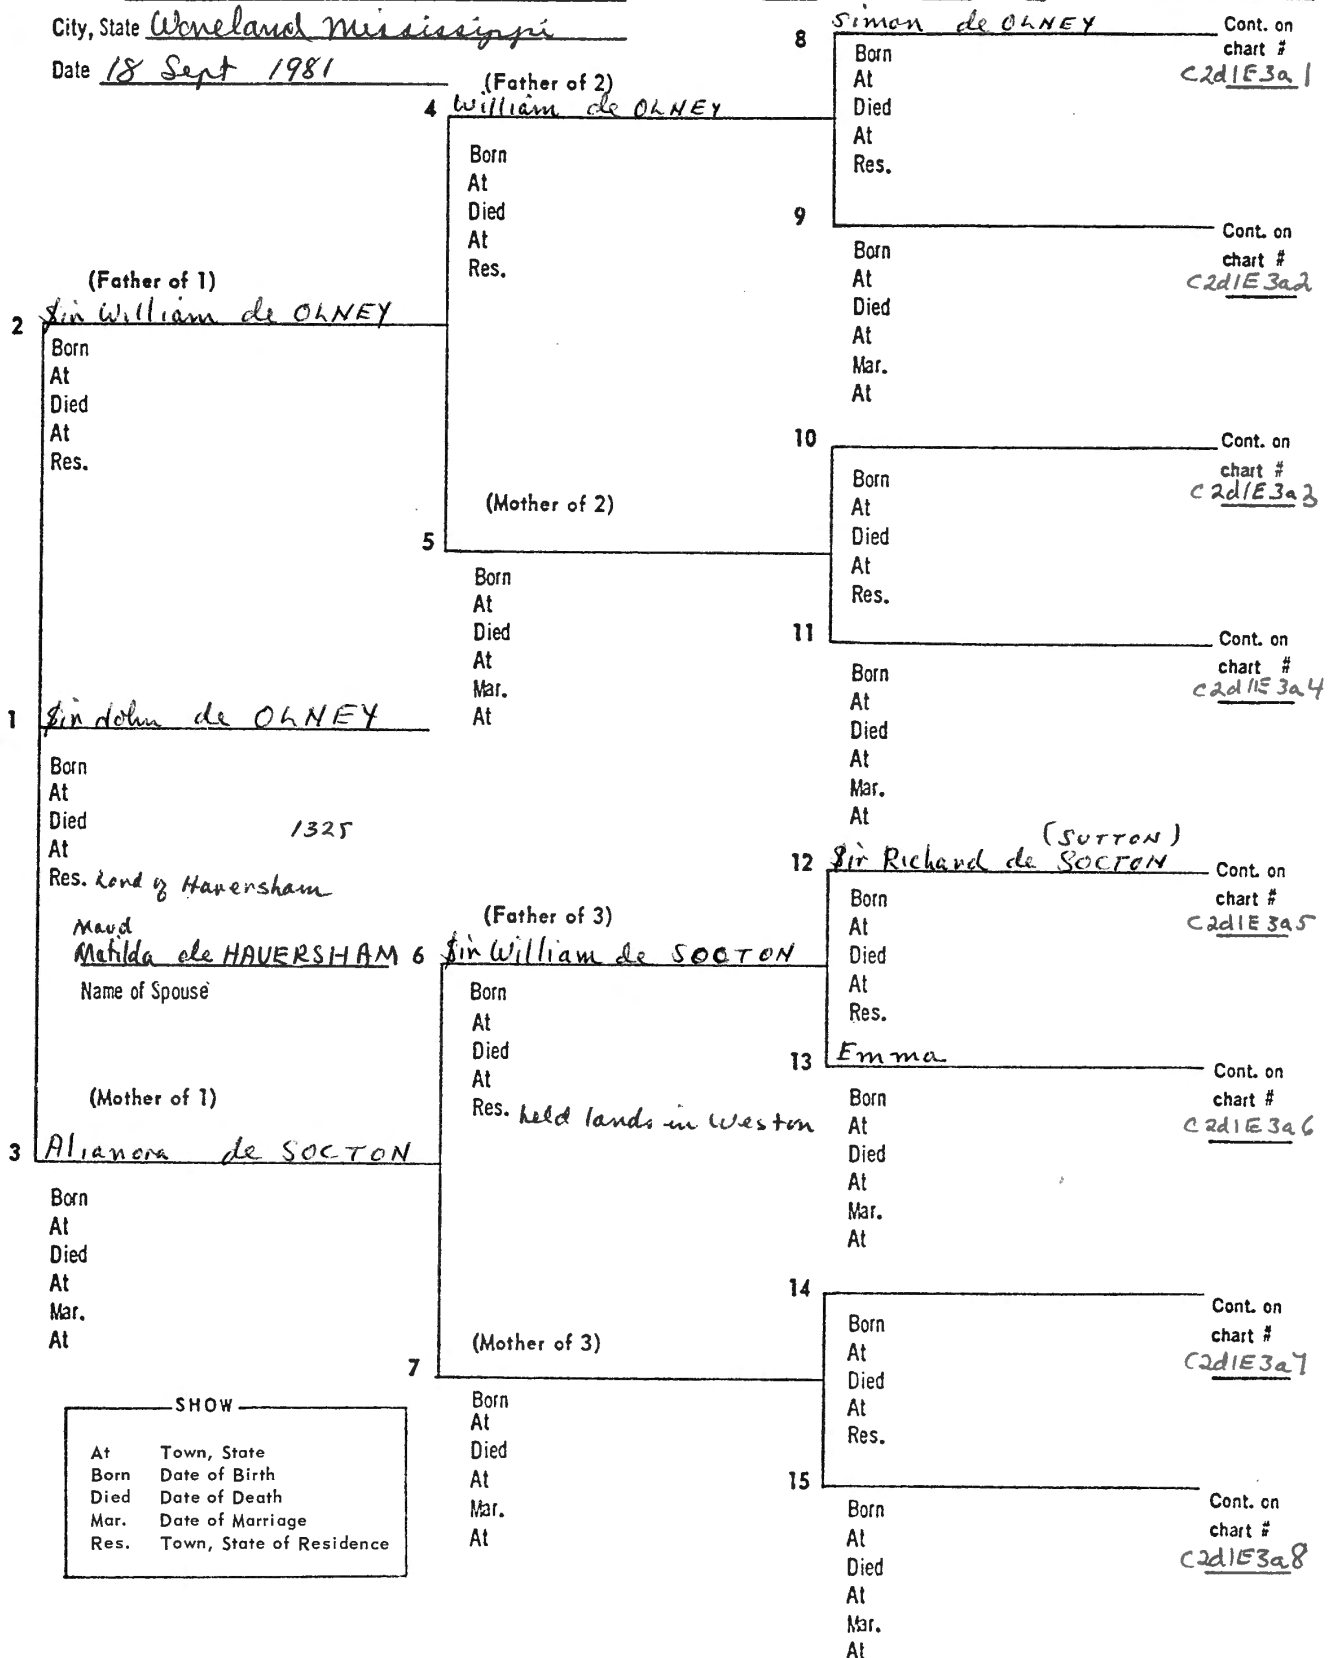 City, State Waveland Mississippi
Date 18 Sept 1981
(Father of 2)
4 William de OLNEY
Born
At
Died
At
Res.
8 Simon de OLNEY
Cont. on
chart #
C2d1E3a1
Born
At
Died
At
Res.
9
Cont. on
chart #
C2d1E3a2
Born
At
Died
At
Mar.
At
(Father of 1)
2 Sir William de OLNEY
Born
At
Died
At
Res.
10
Cont. on
chart #
C2d1E3a3
Born
At
Died
At
Res.
(Mother of 2)
5
Born
At
Died
At
Mar.
At
11
Cont. on
chart #
C2d1E3a4
Born
At
Died
At
Mar.
At
1 Sir John de OLNEY
Born
At
Died 1325
At
Res. Lord of Haversham
Maud
Matilda de HAVERSHAM
Name of Spouse
(SUTTON)
12 Sir Richard de SOCTON
Cont. on
chart #
C2d1E3a5
Born
At
Died
At
Res.
(Father of 3)
6 Sir William de SOCTON
Born
At
Died
At
Res. held lands in Weston
13 Emma
Cont. on
chart #
C2d1E3a6
Born
At
Died
At
Mar.
At
(Mother of 1)
3 Alianora de SOCTON
Born
At
Died
At
Mar.
At
14
Cont. on
chart #
C2d1E3a7
Born
At
Died
At
Res.
(Mother of 3)
7
Born
At
Died
At
Mar.
At
15
Cont. on
chart #
C2d1E3a8
Born
At
Died
At
Mar.
At
SHOW
At Town, State
Born Date of Birth
Died Date of Death
Mar. Date of Marriage
Res. Town, State of Residence